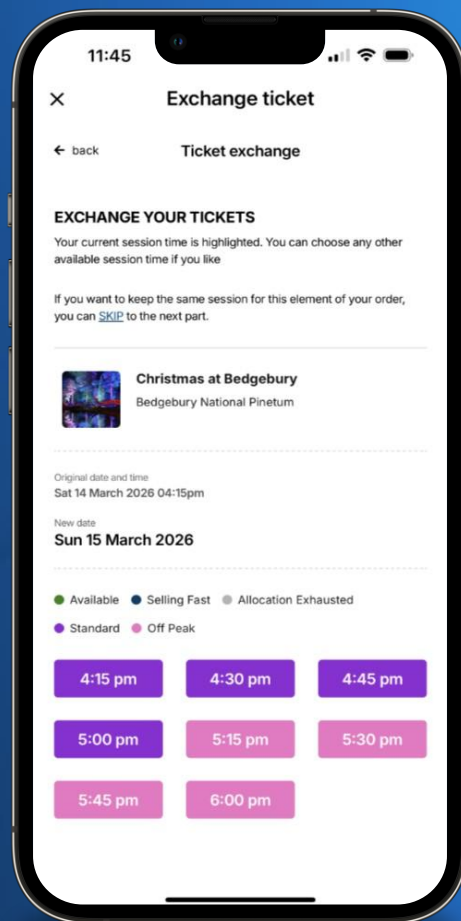 11:45
Exchange ticket
back
Ticket exchange
EXCHANGE YOUR TICKETS
Your current session time is highlighted. You can choose any other
available session time if you like
If you want to keep the same session for this element of your order,
you can SKIP to the next part.
Christmas at Bedgebury
Bedgebury National Pinetum
Original date and time
Sat 14 March 2026 04:15pm
New date
Sun 15 March 2026
Available Selling Fast Allocation Exhausted
Standard Off Peak
4:15 pm 4:30 pm 4:45 pm
5:00 pm 5:15 pm 5:30 pm
5:45 pm 6:00 pm